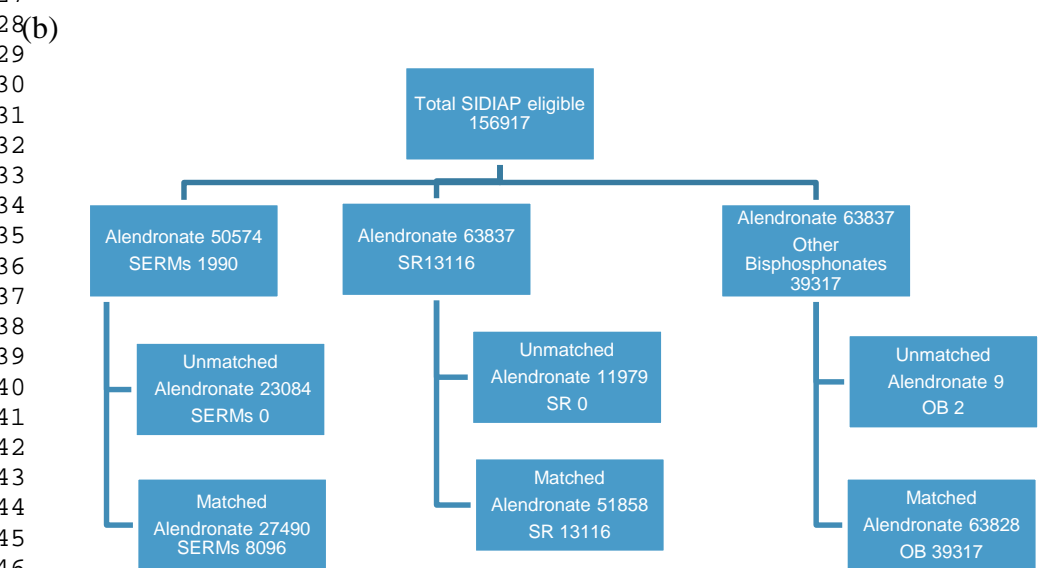 28(b)
29
30
31
32
33
34
35
36
37
38
39
40
41
42
43
44
45
Total SIDIAP eligible
156917
Alendronate 50574
SERMs 1990
Alendronate 63837
SR13116
Alendronate 63837
Other
Bisphosphonates
39317
Unmatched
Alendronate 23084
SERMs 0
Unmatched
Alendronate 11979
SR 0
Unmatched
Alendronate 9
OB 2
Matched
Alendronate 27490
SERMs 8096
Matched
Alendronate 51858
SR 13116
Matched
Alendronate 63828
OB 39317